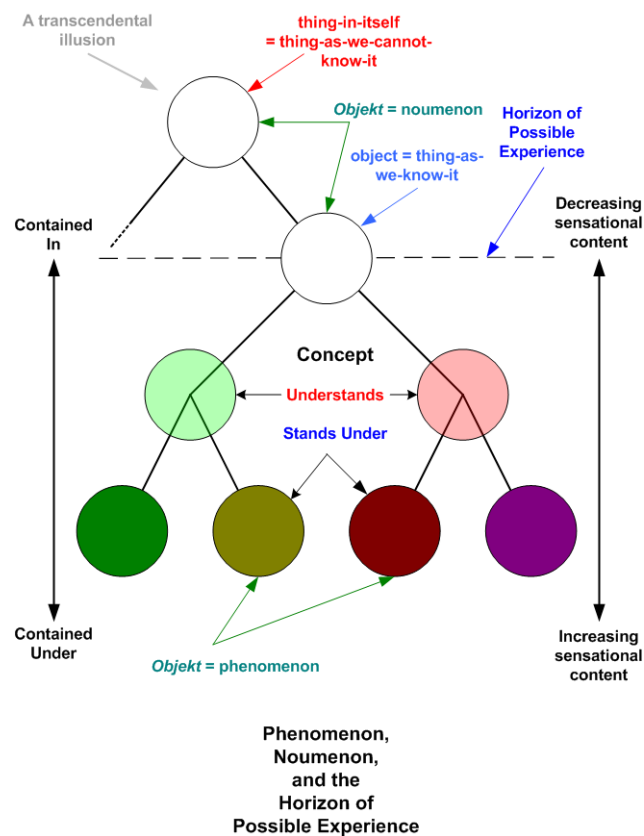 A transcendental
illusion
thing-in-itself
= thing-as-we-cannot-
know-it
Objekt = noumenon
Horizon of
Possible
Experience
object = thing-as-
we-know-it
Contained
In
Decreasing
sensational
content
Concept
Understands
Stands Under
Contained
Under
Increasing
sensational
content
Objekt = phenomenon
Phenomenon,
Noumenon,
and the
Horizon of
Possible Experience